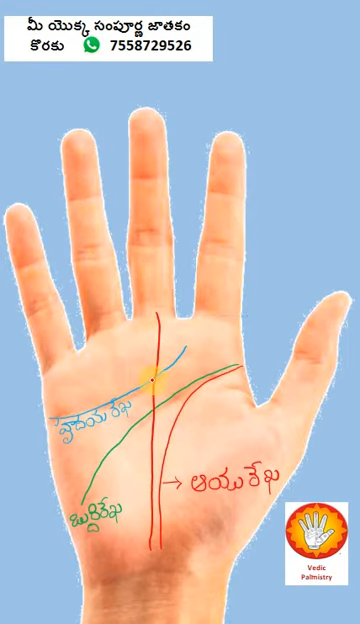 మీ యొక్క సంపూర్ణ జాతకం
కొరకు 7558729526
హృదయ రేఖ
ఆయురేఖ
బుద్ధిరేఖ
Vedic
Palmistry